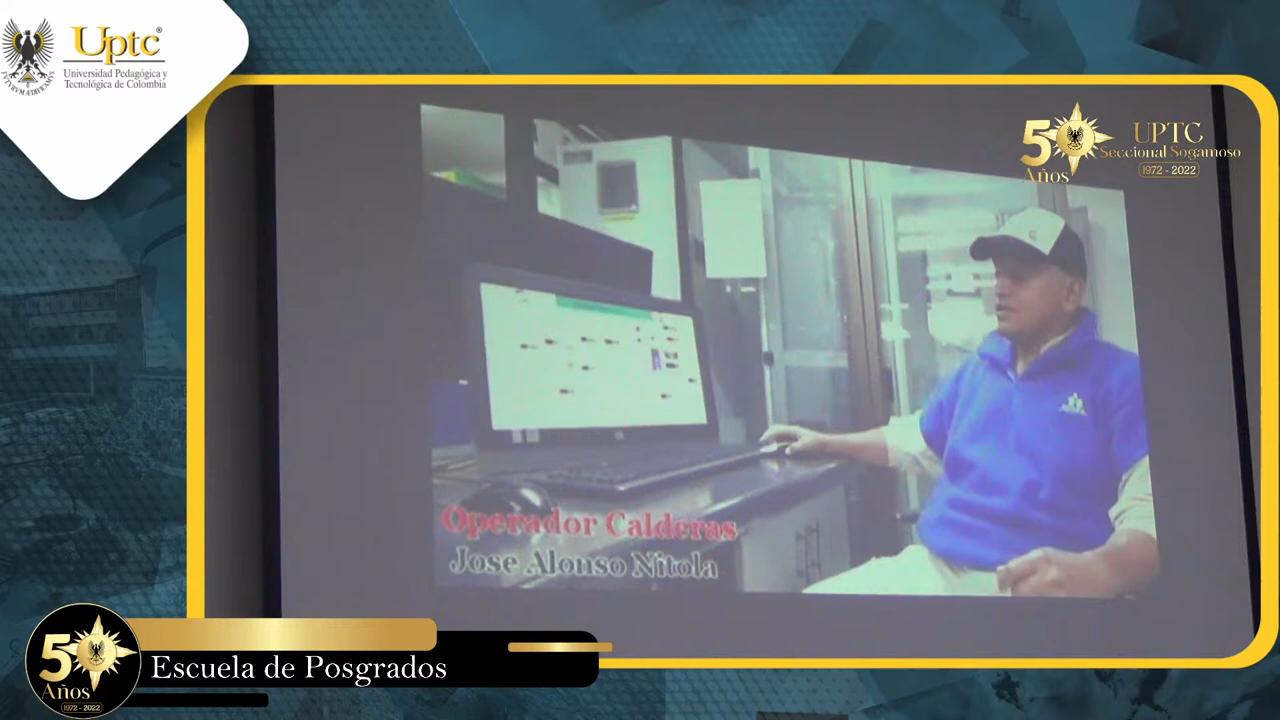 Uptc®
Universidad Pedagógica y
Tecnológica de Colombia
50
Años
UPTC
Seccional Sogamoso
1972 - 2022
Operador Calderas
Jose Alonso Nitola
50
Años
1972 - 2022
Escuela de Posgrados